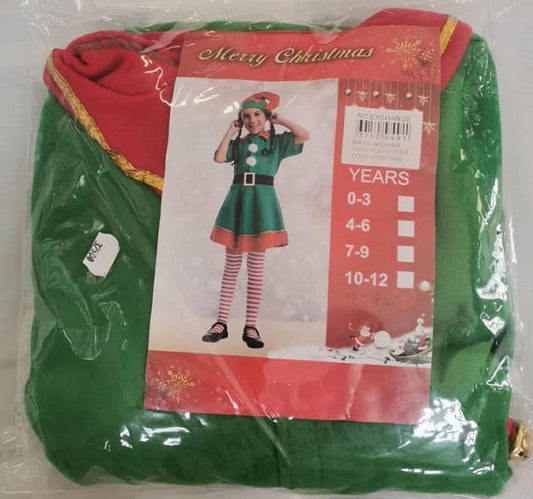 Merry Christmas
NO EXCHANGE
MADE IN CHINA
100% POLYESTER
YEARS
0-3
4-6
7-9
10-12